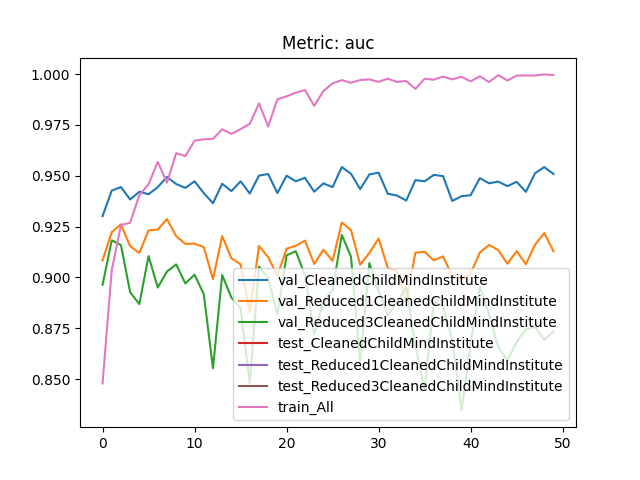 Metric: auc
1.000
0.975
0.950
0.925
0.900
0.875
0.850
val_CleanedChildMindInstitute
val_Reduced1CleanedChildMindInstitute
val_Reduced3CleanedChildMindInstitute
test_CleanedChildMindInstitute
test_Reduced1CleanedChildMindInstitute
test_Reduced3CleanedChildMindInstitute
train_All
0 10 20 30 40 50